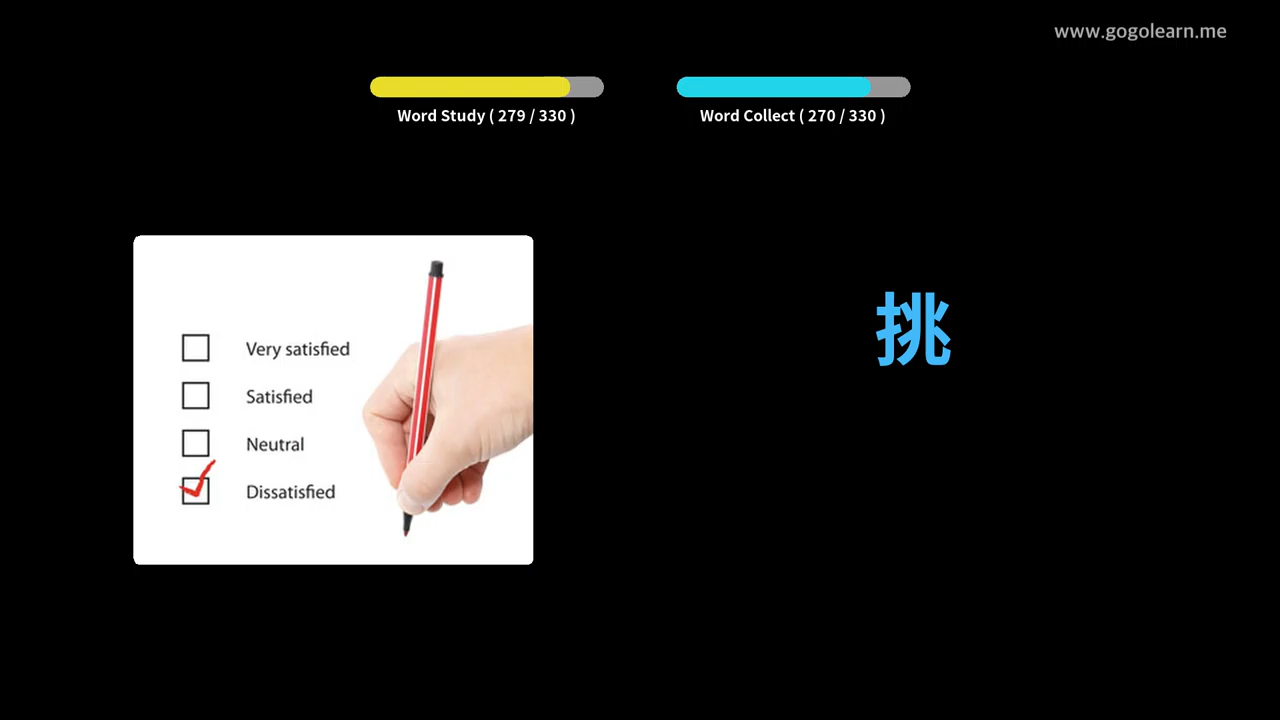 www.gogolearn.me
Word Study ( 279 / 330 )
Word Collect ( 270 / 330 )
挑
Very satisfied
Satisfied
Neutral
Dissatisfied